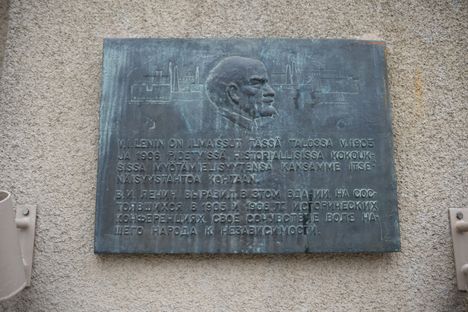 V.I. LENIN ON ILMAISSUT TÄSSÄ TALOSSA V. 1905
JA 1906 PIDETYISSÄ HISTORIALLISISSA KOKOUK-
SISSA MYÖTÄMIELISYYTENSÄ KANSAMME ITSE-
NÄISYYSTAHTOA KOHTAAN.
В.И. ЛЕНИН ВЫРАЗИЛ В ЭТОМ ЗДАНИИ НА СОС-
ТОЯВШИХСЯ В 1905 И 1906 ГГ. ИСТОРИЧЕСКИХ
КОНФЕРЕНЦИЯХ СВОЕ СОЧУВСТВИЕ ВОЛЕ НА-
ШЕГО НАРОДА К НЕЗАВИСИМОСТИ.